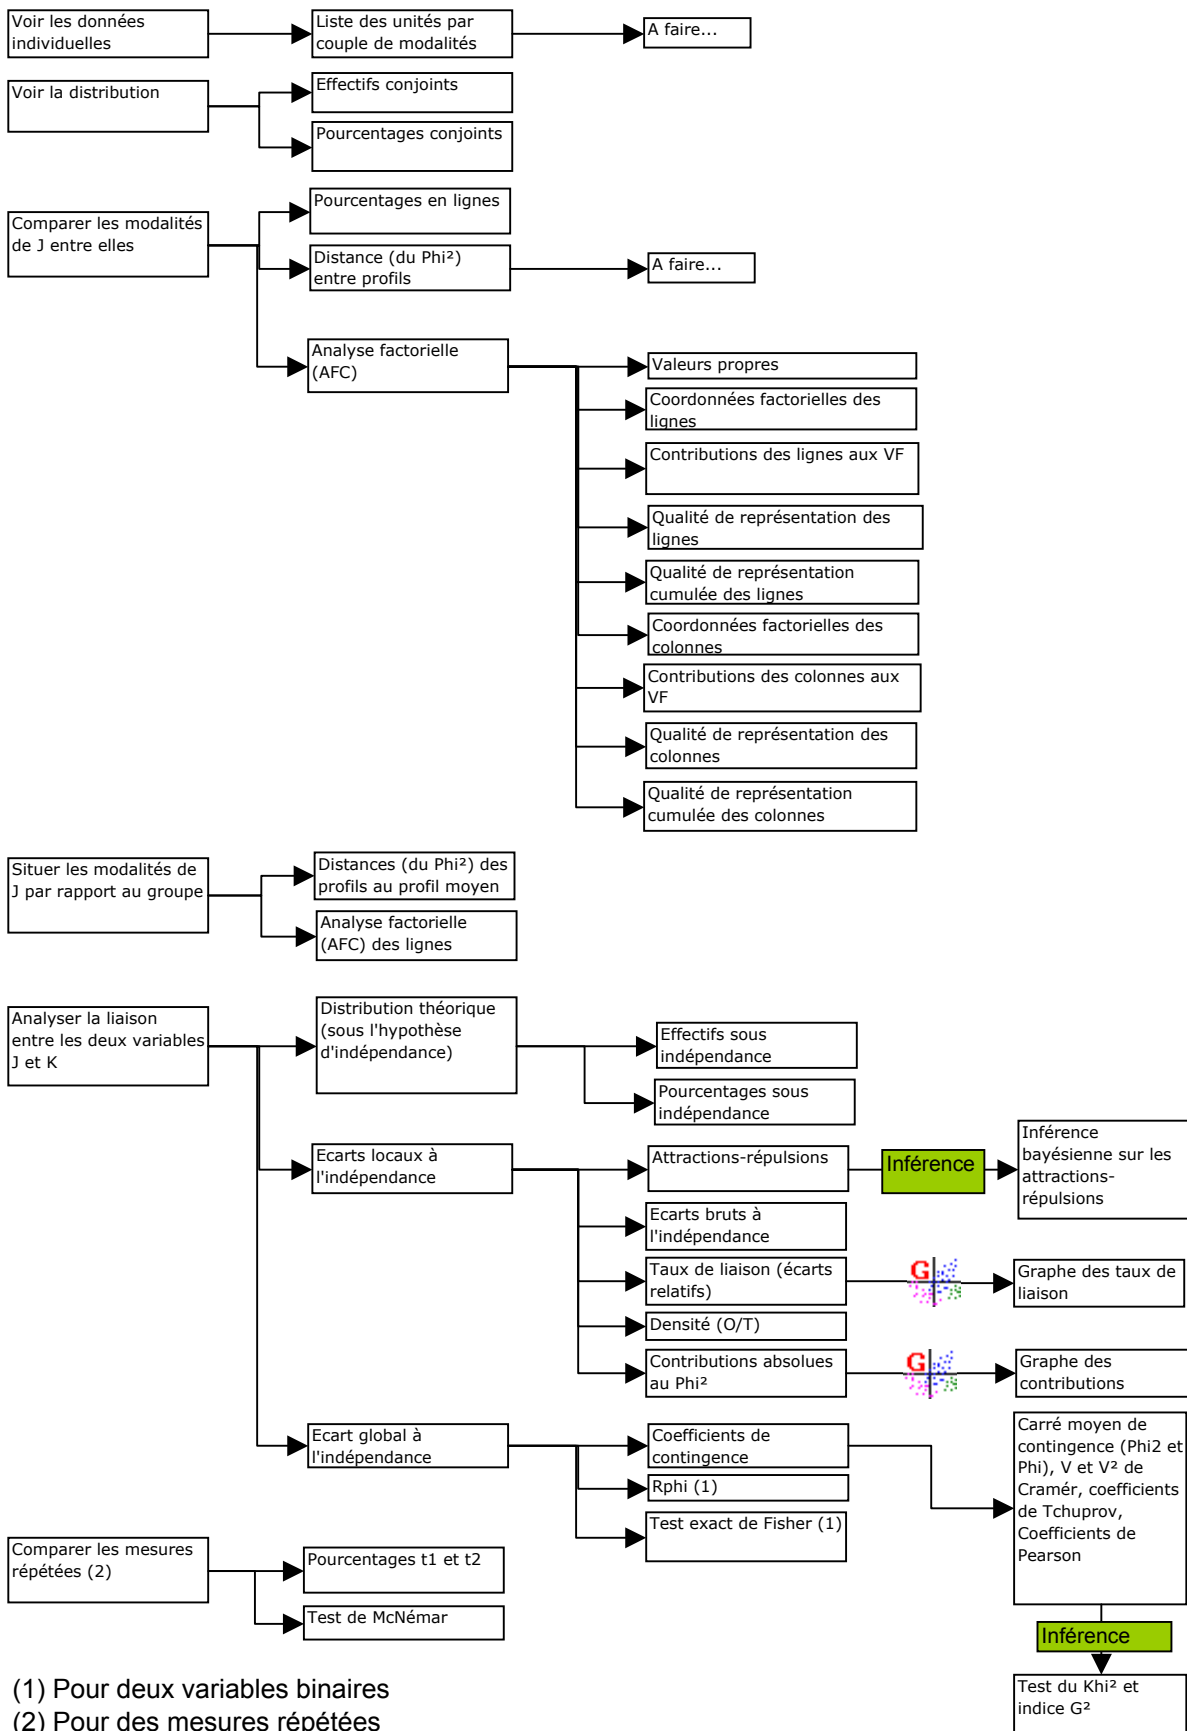 Voir les données
individuelles
Liste des unités par
couple de modalités
A faire...
Voir la distribution
Effectifs conjoints
Pourcentages conjoints
Comparer les modalités
de J entre elles
Pourcentages en lignes
Distance (du Phi²)
entre profils
A faire...
Analyse factorielle
(AFC)
Valeurs propres
Coordonnées factorielles des
lignes
Contributions des lignes aux VF
Qualité de représentation des
lignes
Qualité de représentation
cumulée des lignes
Coordonnées factorielles des
colonnes
Contributions des colonnes aux
VF
Qualité de représentation des
colonnes
Qualité de représentation
cumulée des colonnes
Situer les modalités de
J par rapport au groupe
Distances (du Phi²) des
profils au profil moyen
Analyse factorielle
(AFC) des lignes
Analyser la liaison
entre les deux variables
J et K
Distribution théorique
(sous l'hypothèse
d'indépendance)
Effectifs sous
indépendance
Pourcentages sous
indépendance
Ecarts locaux à
l'indépendance
Attractions-répulsions
Inférence
Inférence
bayésienne sur les
attractions-
répulsions
Ecarts bruts à
l'indépendance
Taux de liaison (écarts
relatifs)
G
Graphe des taux de
liaison
Densité (O/T)
Contributions absolues
au Phi²
G
Graphe des
contributions
Ecart global à
l'indépendance
Coefficients de
contingence
Carré moyen de
contingence (Phi2 et
Phi), V et V² de
Cramér, coefficients
de Tchuprov,
Coefficients de
Pearson
Rphi (1)
Test exact de Fisher (1)
Comparer les mesures
répétées (2)
Pourcentages t1 et t2
Test de McNémar
Inférence
Test du Khi² et
indice G²
(1) Pour deux variables binaires
(2) Pour des mesures répétées